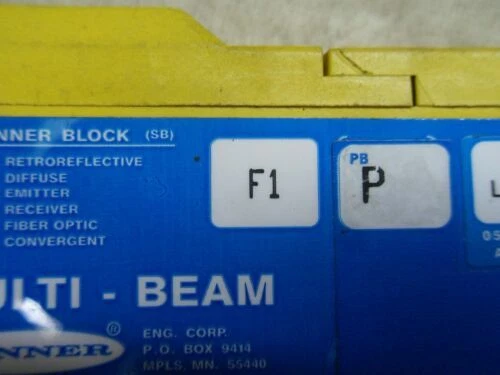 NNER BLOCK (SB)
RETROREFLECTIVE
DIFFUSE
EMITTER
RECEIVER
FIBER OPTIC
CONVERGENT
F1
PB
P
L
05
A
ULTI - BEAM
NNER ®
ENG. CORP.
P.O. BOX 9414
MPLS, MN. 55440